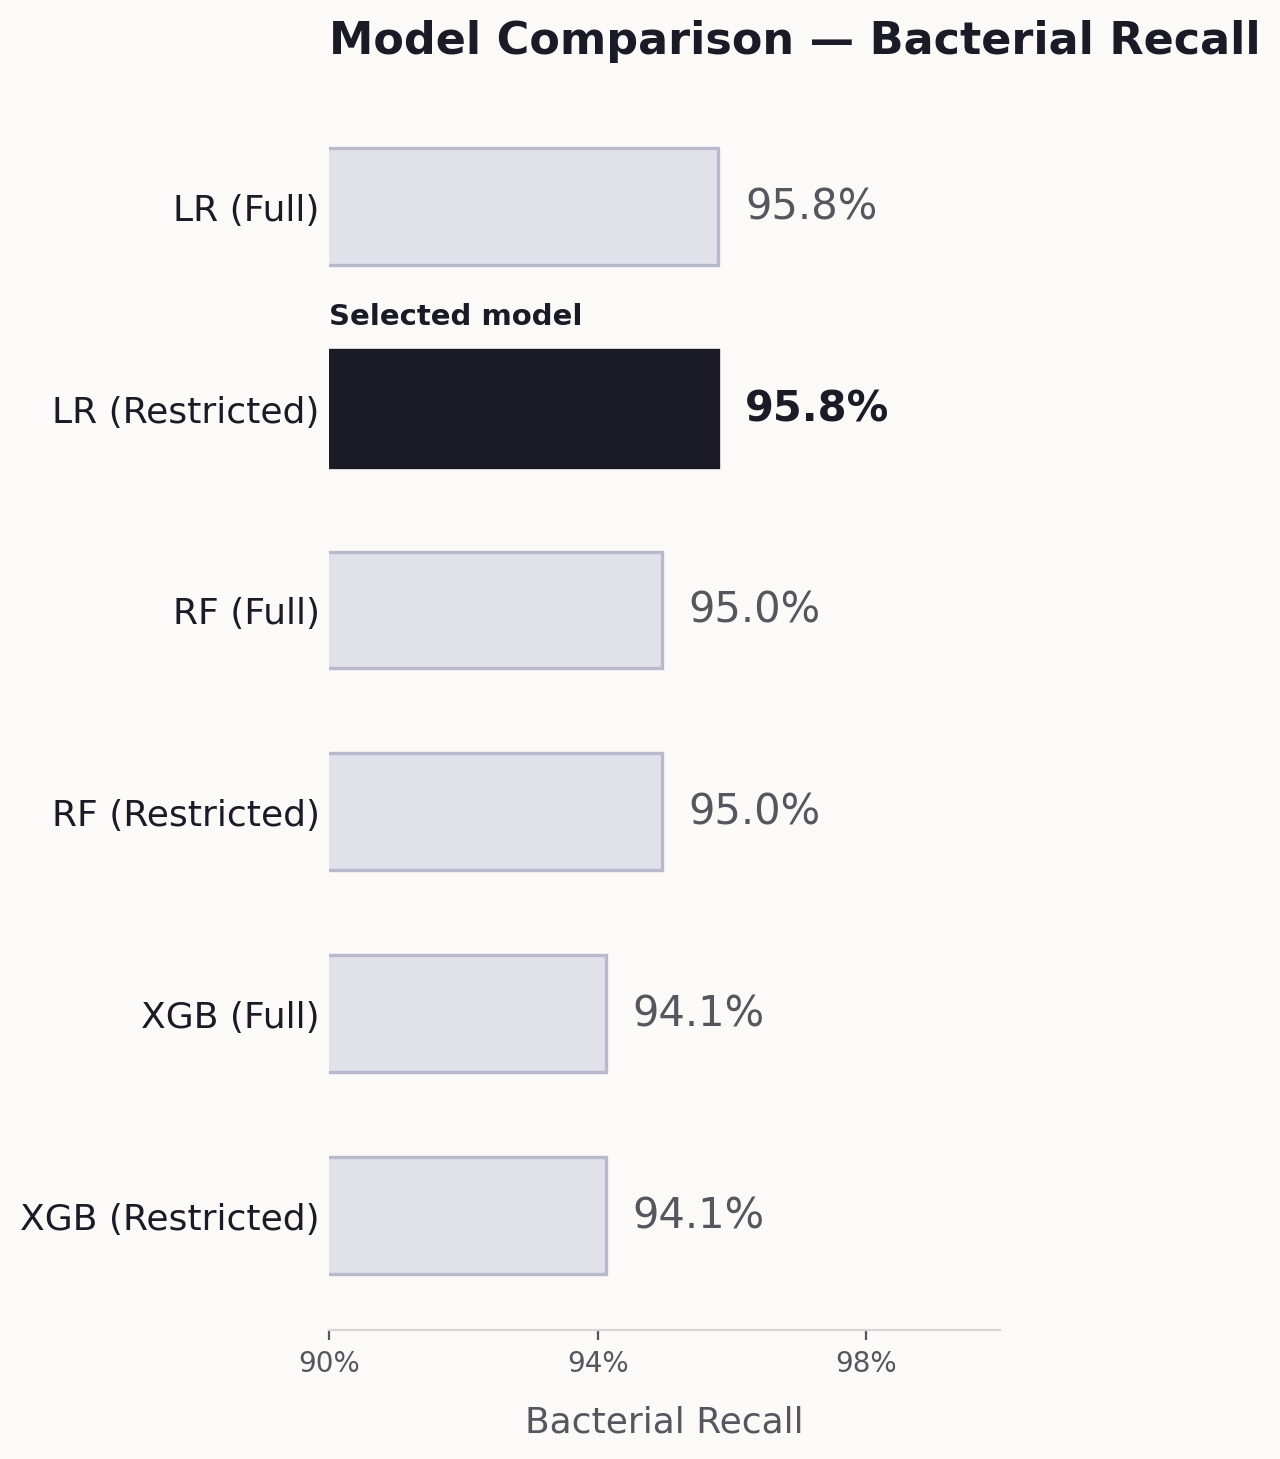 Model Comparison — Bacterial Recall
LR (Full) 95.8%
Selected model
LR (Restricted) 95.8%
RF (Full) 95.0%
RF (Restricted) 95.0%
XGB (Full) 94.1%
XGB (Restricted) 94.1%
90% 94% 98%
Bacterial Recall